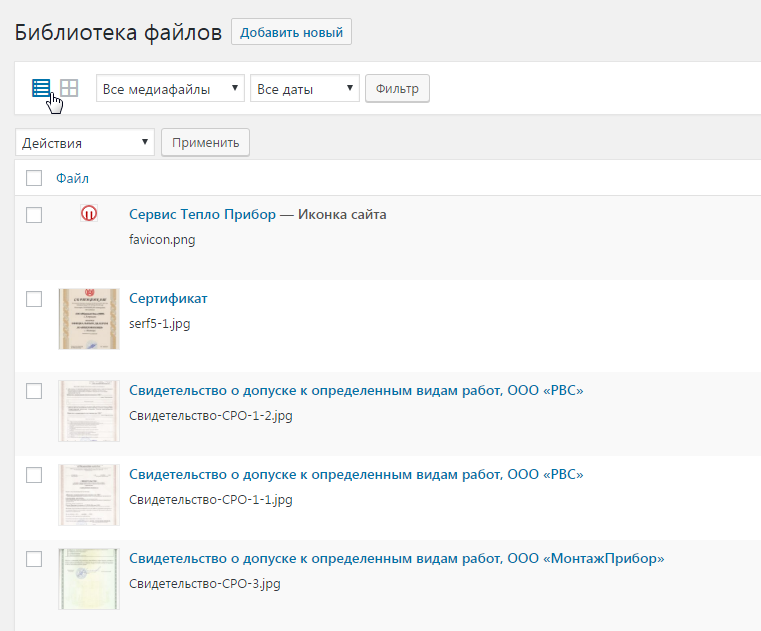 Библиотека файлов Добавить новый
Все медиафайлы Все даты Фильтр
Действия Применить
Файл
Сервис Тепло Прибор — Иконка сайта
favicon.png
Сертификат
serf5-1.jpg
Свидетельство о допуске к определенным видам работ, ООО «РВС»
Свидетельство-СРО-1-2.jpg
Свидетельство о допуске к определенным видам работ, ООО «РВС»
Свидетельство-СРО-1-1.jpg
Свидетельство о допуске к определенным видам работ, ООО «МонтажПрибор»
Свидетельство-СРО-3.jpg